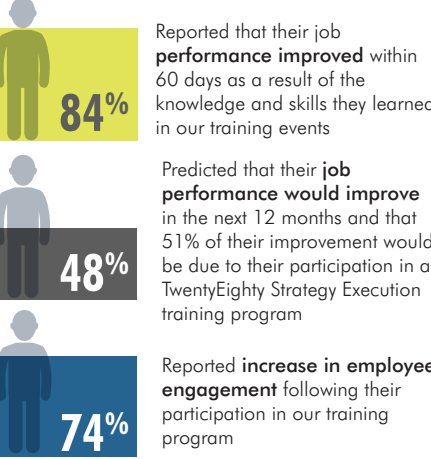 84%
Reported that their job
performance improved within
60 days as a result of the
knowledge and skills they learned
in our training events
48%
Predicted that their job
performance would improve
in the next 12 months and that
51% of their improvement would
be due to their participation in a
TwentyEighty Strategy Execution
training program
74%
Reported increase in employee
engagement following their
participation in our training
program